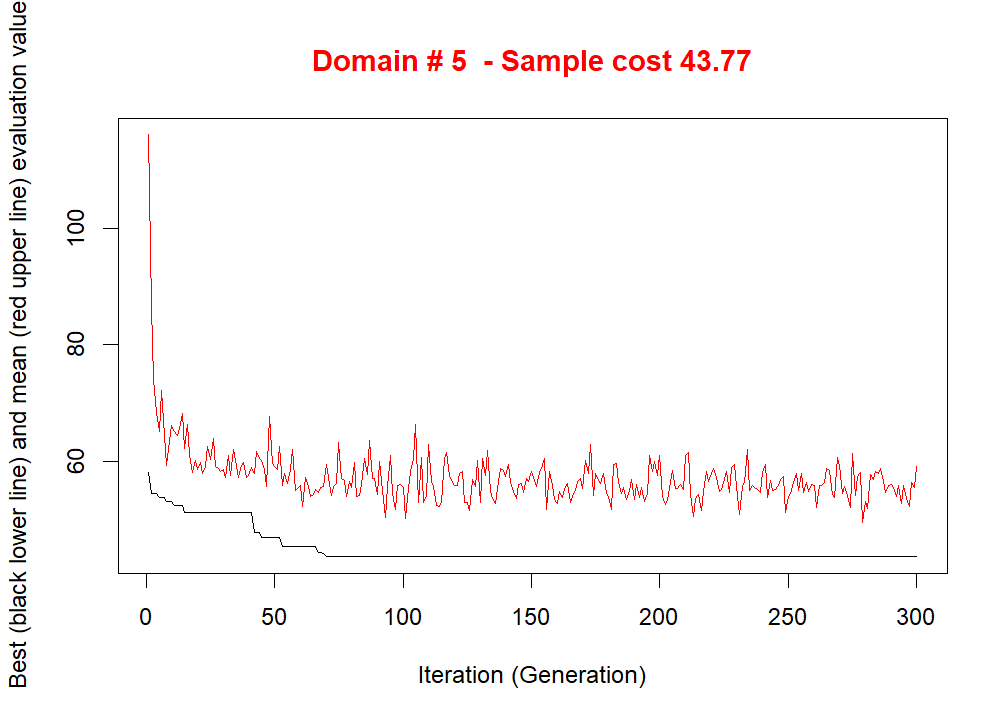 Domain # 5  - Sample cost 43.77
Best (black lower line) and mean (red upper line) evaluation value
100
80
60
0 50 100 150 200 250 300
Iteration (Generation)